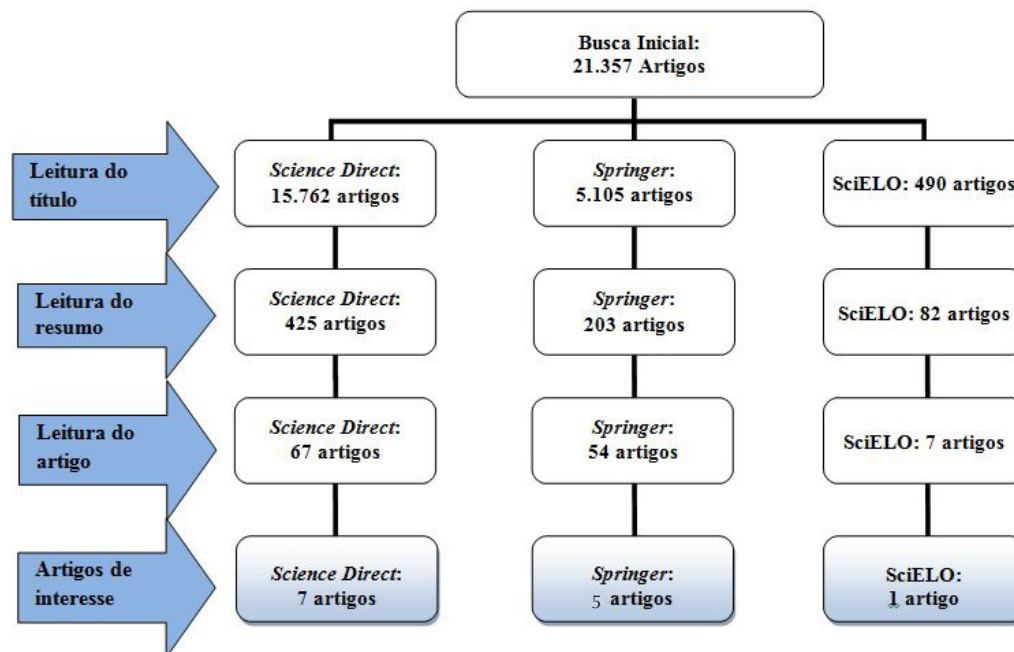 Busca Inicial:
21.357 Artigos
Leitura do
título
Science Direct:
15.762 artigos
Springer:
5.105 artigos
SciELO: 490 artigos
Leitura do
resumo
Science Direct:
425 artigos
Springer:
203 artigos
SciELO: 82 artigos
Leitura do
artigo
Science Direct:
67 artigos
Springer:
54 artigos
SciELO: 7 artigos
Artigos de
interesse
Science Direct:
7 artigos
Springer:
5 artigos
SciELO:
1 artigo